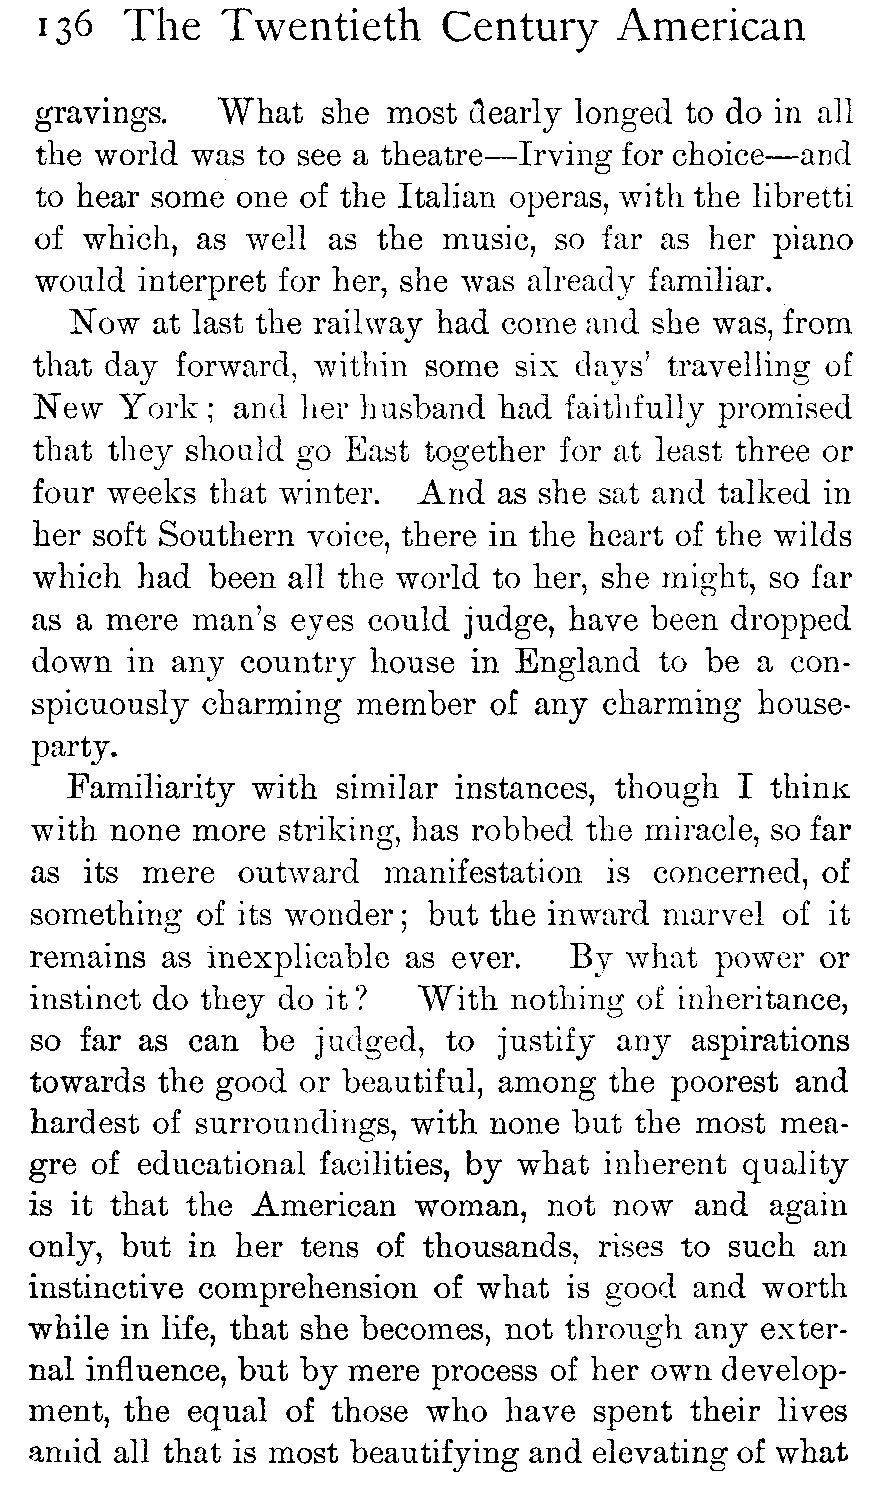 136 The Twentieth Century American
gravings. What she most dearly longed to do in all
the world was to see a theatre—Irving for choice—and
to hear some one of the Italian operas, with the libretti
of which, as well as the music, so far as her piano
would interpret for her, she was already familiar.
Now at last the railway had come and she was, from
that day forward, within some six days' travelling of
New York; and her husband had faithfully promised
that they should go East together for at least three or
four weeks that winter. And as she sat and talked in
her soft Southern voice, there in the heart of the wilds
which had been all the world to her, she might, so far
as a mere man's eyes could judge, have been dropped
down in any country house in England to be a con-
spicuously charming member of any charming house-
party.
Familiarity with similar instances, though I think
with none more striking, has robbed the miracle, so far
as its mere outward manifestation is concerned, of
something of its wonder; but the inward marvel of it
remains as inexplicable as ever. By what power or
instinct do they do it? With nothing of inheritance,
so far as can be judged, to justify any aspirations
towards the good or beautiful, among the poorest and
hardest of surroundings, with none but the most mea-
gre of educational facilities, by what inherent quality
is it that the American woman, not now and again
only, but in her tens of thousands, rises to such an
instinctive comprehension of what is good and worth
while in life, that she becomes, not through any exter-
nal influence, but by mere process of her own develop-
ment, the equal of those who have spent their lives
amid all that is most beautifying and elevating of what